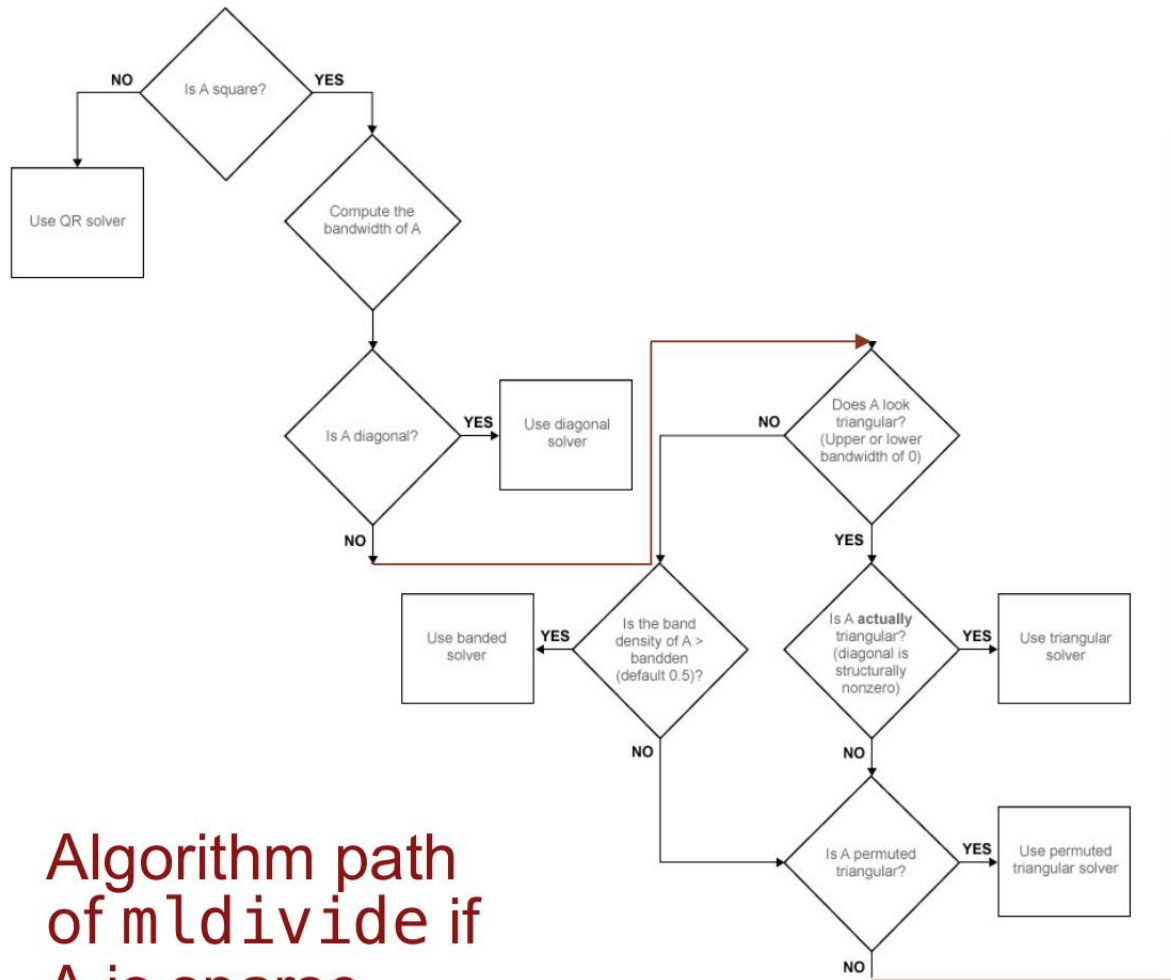 NO
Is A square?
YES
Use QR solver
Compute the
bandwidth of A
Is A diagonal?
YES
Use diagonal
solver
NO
Does A look
triangular?
(Upper or lower
bandwidth of 0)
NO
YES
Use banded
solver
YES
Is the band
density of A >
bandden
(default 0.5)?
NO
Is A actually
triangular?
(diagonal is
structurally
nonzero)
YES
Use triangular
solver
NO
Is A permuted
triangular?
YES
Use permuted
triangular solver
NO
Algorithm path
of mldivide if
A is sparse